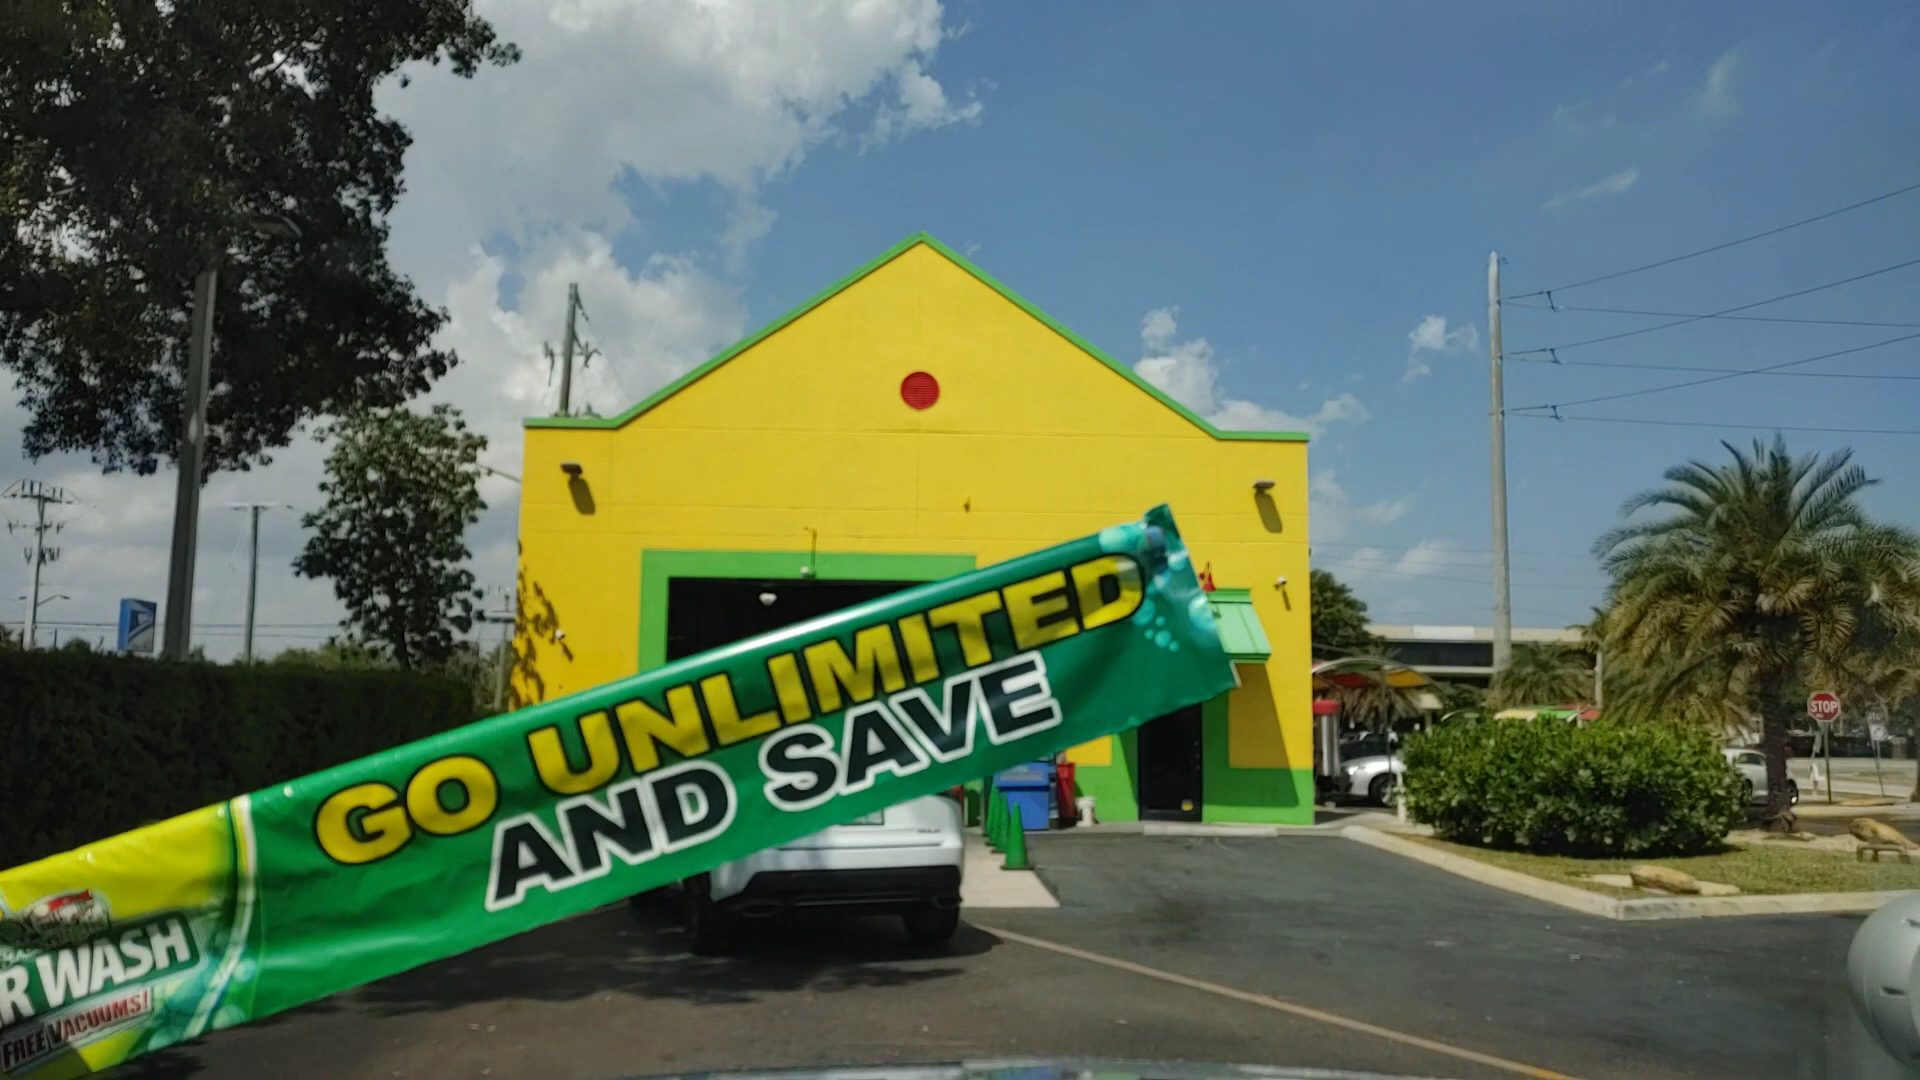 GO UNLIMITED
AND SAVE
R WASH
FREE VACUUMS!
STOP